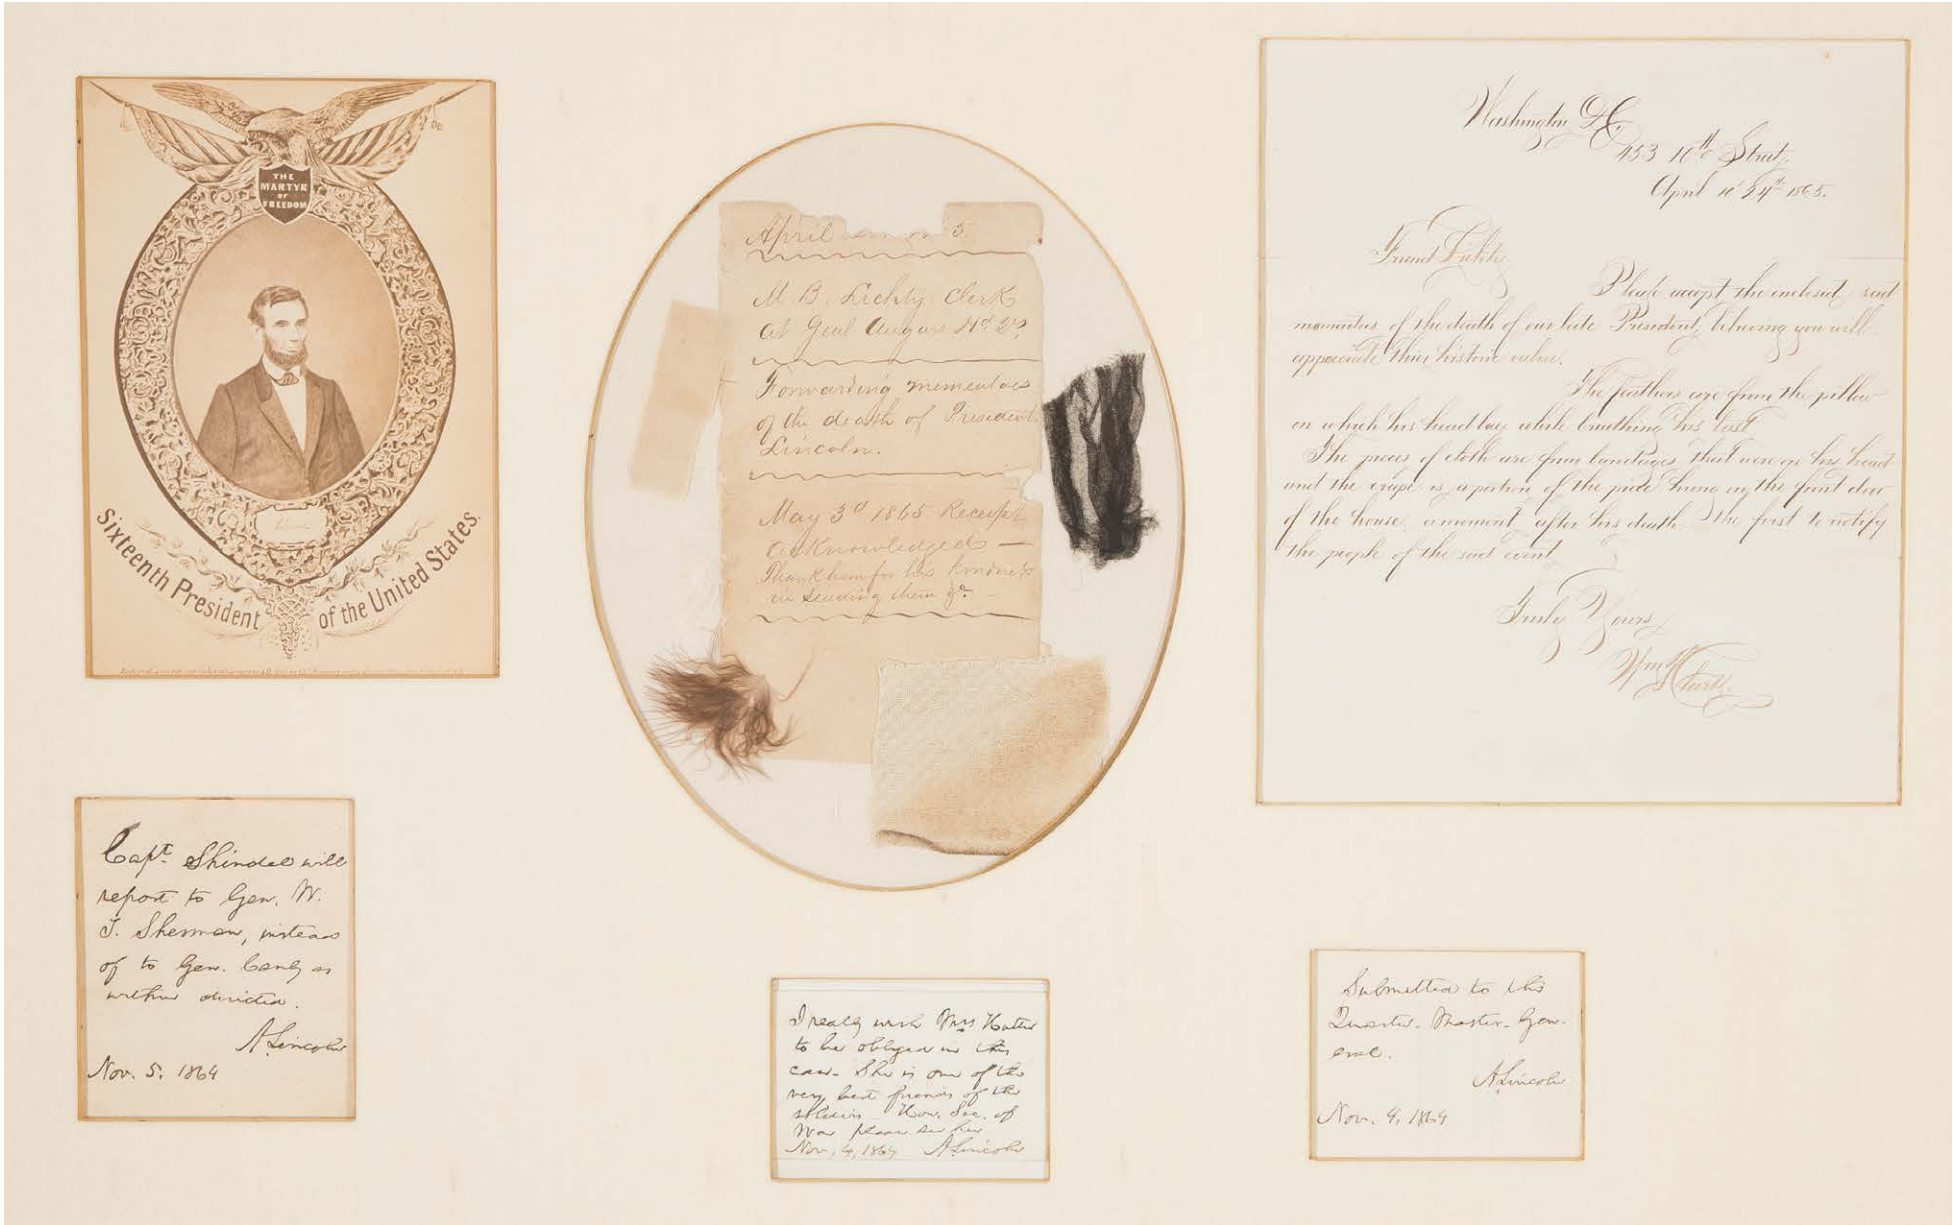 THE
MARTYR
OF
FREEDOM
Sixteenth President of the United States.
April 5.
M. B. Lichty Clerk
at Genl Augurs Hd Qs,
Forwarding mementoes
of the death of President
Lincoln.
May 3d 1865 Receipt
acknowledged —
Thank him for his kindness
in sending them &c. —
Washington D.C.
453 10th Street,
April 24th 1865.
Friend
Please accept the enclosed sad
mementos of the death of our late President, believing you will
appreciate thier historic value.
The feathers are from the pillow
on which his head lay while breathing his last
The pieces of cloth are from bandages that were on his head
and the crape is a portion of the piece hung on the front door
of the house, a moment after his death. The first to notify
the people of the sad event
Truly Yours,
Wm Clark.
Capt. Shindel will
report to Gen. W.
T. Sherman, instead
of to Gen. Canby as
within directed.
A. Lincoln
Nov. 5. 1864
I really wish Mrs
to be obliged in this
case. She is one of the
very best friends of the
soldiers. Hon. Sec. of
War please see her
Nov. 4, 1864 A. Lincoln
Submitted to the
Quarter-Master-Gen-
eral.
A. Lincoln
Nov. 4, 1864